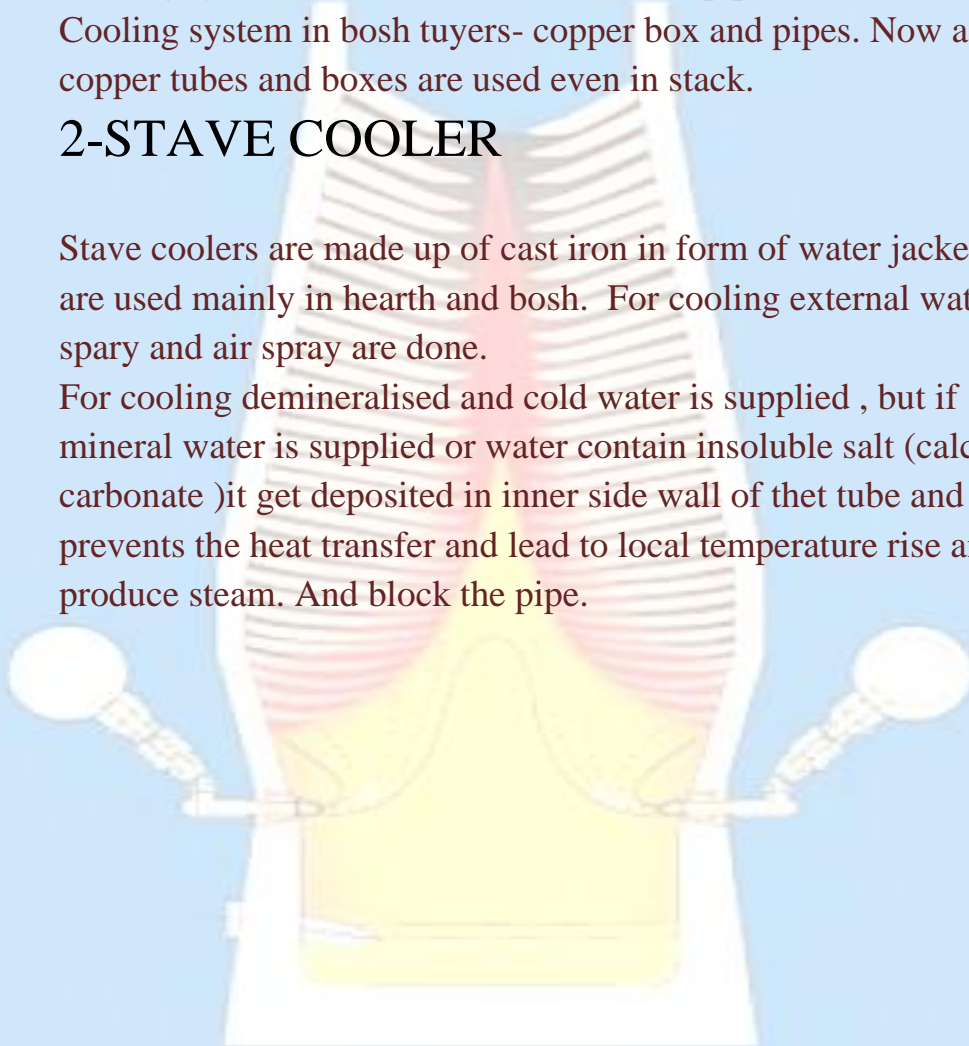 Cooling system in bosh tuyers- copper box and pipes. Now a
copper tubes and boxes are used even in stack.
2-STAVE COOLER
Stave coolers are made up of cast iron in form of water jacke
are used mainly in hearth and bosh. For cooling external wat
spary and air spray are done.
For cooling demineralised and cold water is supplied , but if
mineral water is supplied or water contain insoluble salt (calc
carbonate )it get deposited in inner side wall of thet tube and
prevents the heat transfer and lead to local temperature rise a
produce steam. And block the pipe.